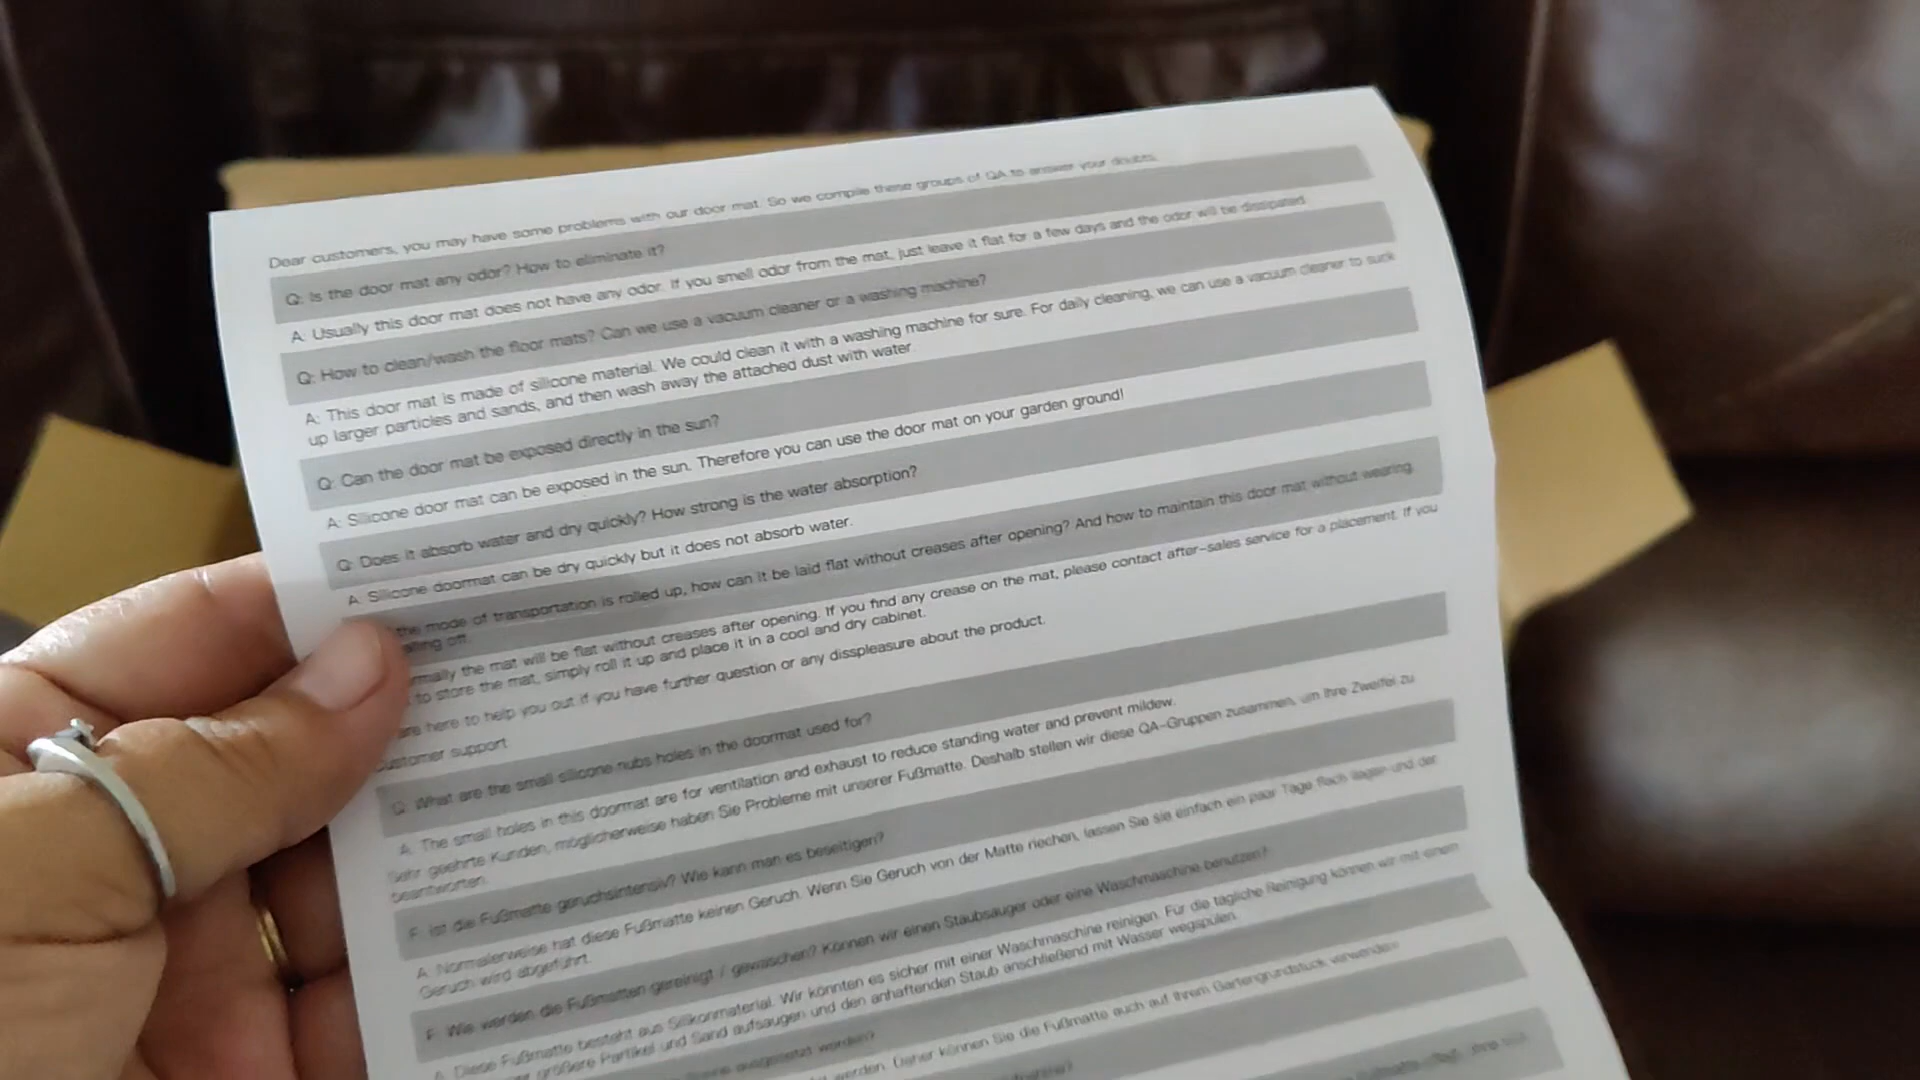 Dear customers, you may have some problems with our door mat. So we compile these groups of QA to answer your doubts.
Q: Is the door mat any odor? How to eliminate it?
A: Usually this door mat does not have any odor. If you smell odor from the mat, just leave it flat for a few days and the odor will be dissipated.
Q: How to clean/wash the floor mats? Can we use a vacuum cleaner or a washing machine?
A: This door mat is made of silicone material. We could clean it with a washing machine for sure. For daily cleaning, we can use a vacuum cleaner to suck
up larger particles and sands, and then wash away the attached dust with water.
Q: Can the door mat be exposed directly in the sun?
A: Silicone door mat can be exposed in the sun. Therefore you can use the door mat on your garden ground!
Q: Does it absorb water and dry quickly? How strong is the water absorption?
A: Silicone doormat can be dry quickly but it does not absorb water.
the mode of transportation is rolled up, how can it be laid flat without creases after opening? And how to maintain this door mat without wearing,
off.
the mat will be flat without creases after opening. If you find any crease on the mat, please contact after-sales service for a placement. If you
to store the mat, simply roll it up and place it in a cool and dry cabinet.
are here to help you out if you have further question or any disspleasure about the product.
support
Q: What are the small silicone nubs holes in the doormat used for?
A: The small holes in this doormat are for ventilation and exhaust to reduce standing water and prevent mildew.
Sehr geehrte Kunden, möglicherweise haben Sie Probleme mit unserer Fußmatte. Deshalb stellen wir diese QA-Gruppen zusammen, um Ihre Zweifel zu
beantworten.
F: Ist die Fußmatte geruchsintensiv? Wie kann man es beseitigen?
A: Normalerweise hat diese Fußmatte keinen Geruch. Wenn Sie Geruch von der Matte riechen, lassen Sie sie einfach ein paar Tage flach liegen und der
Geruch wird abgeführt.
F: Wie werden die Fußmatten gereinigt / gewaschen? Können wir einen Staubsauger oder eine Waschmaschine benutzen?
A: Diese Fußmatte besteht aus Silikonmaterial. Wir könnten es sicher mit einer Waschmaschine reinigen. Für die tägliche Reinigung können wir mit einem
größere Partikel und Sand aufsaugen und den anhaftenden Staub anschließend mit Wasser wegspülen.
ausgesetzt werden?
werden. Daher können Sie die Fußmatte auch auf Ihrem Gartengrundstück verwenden